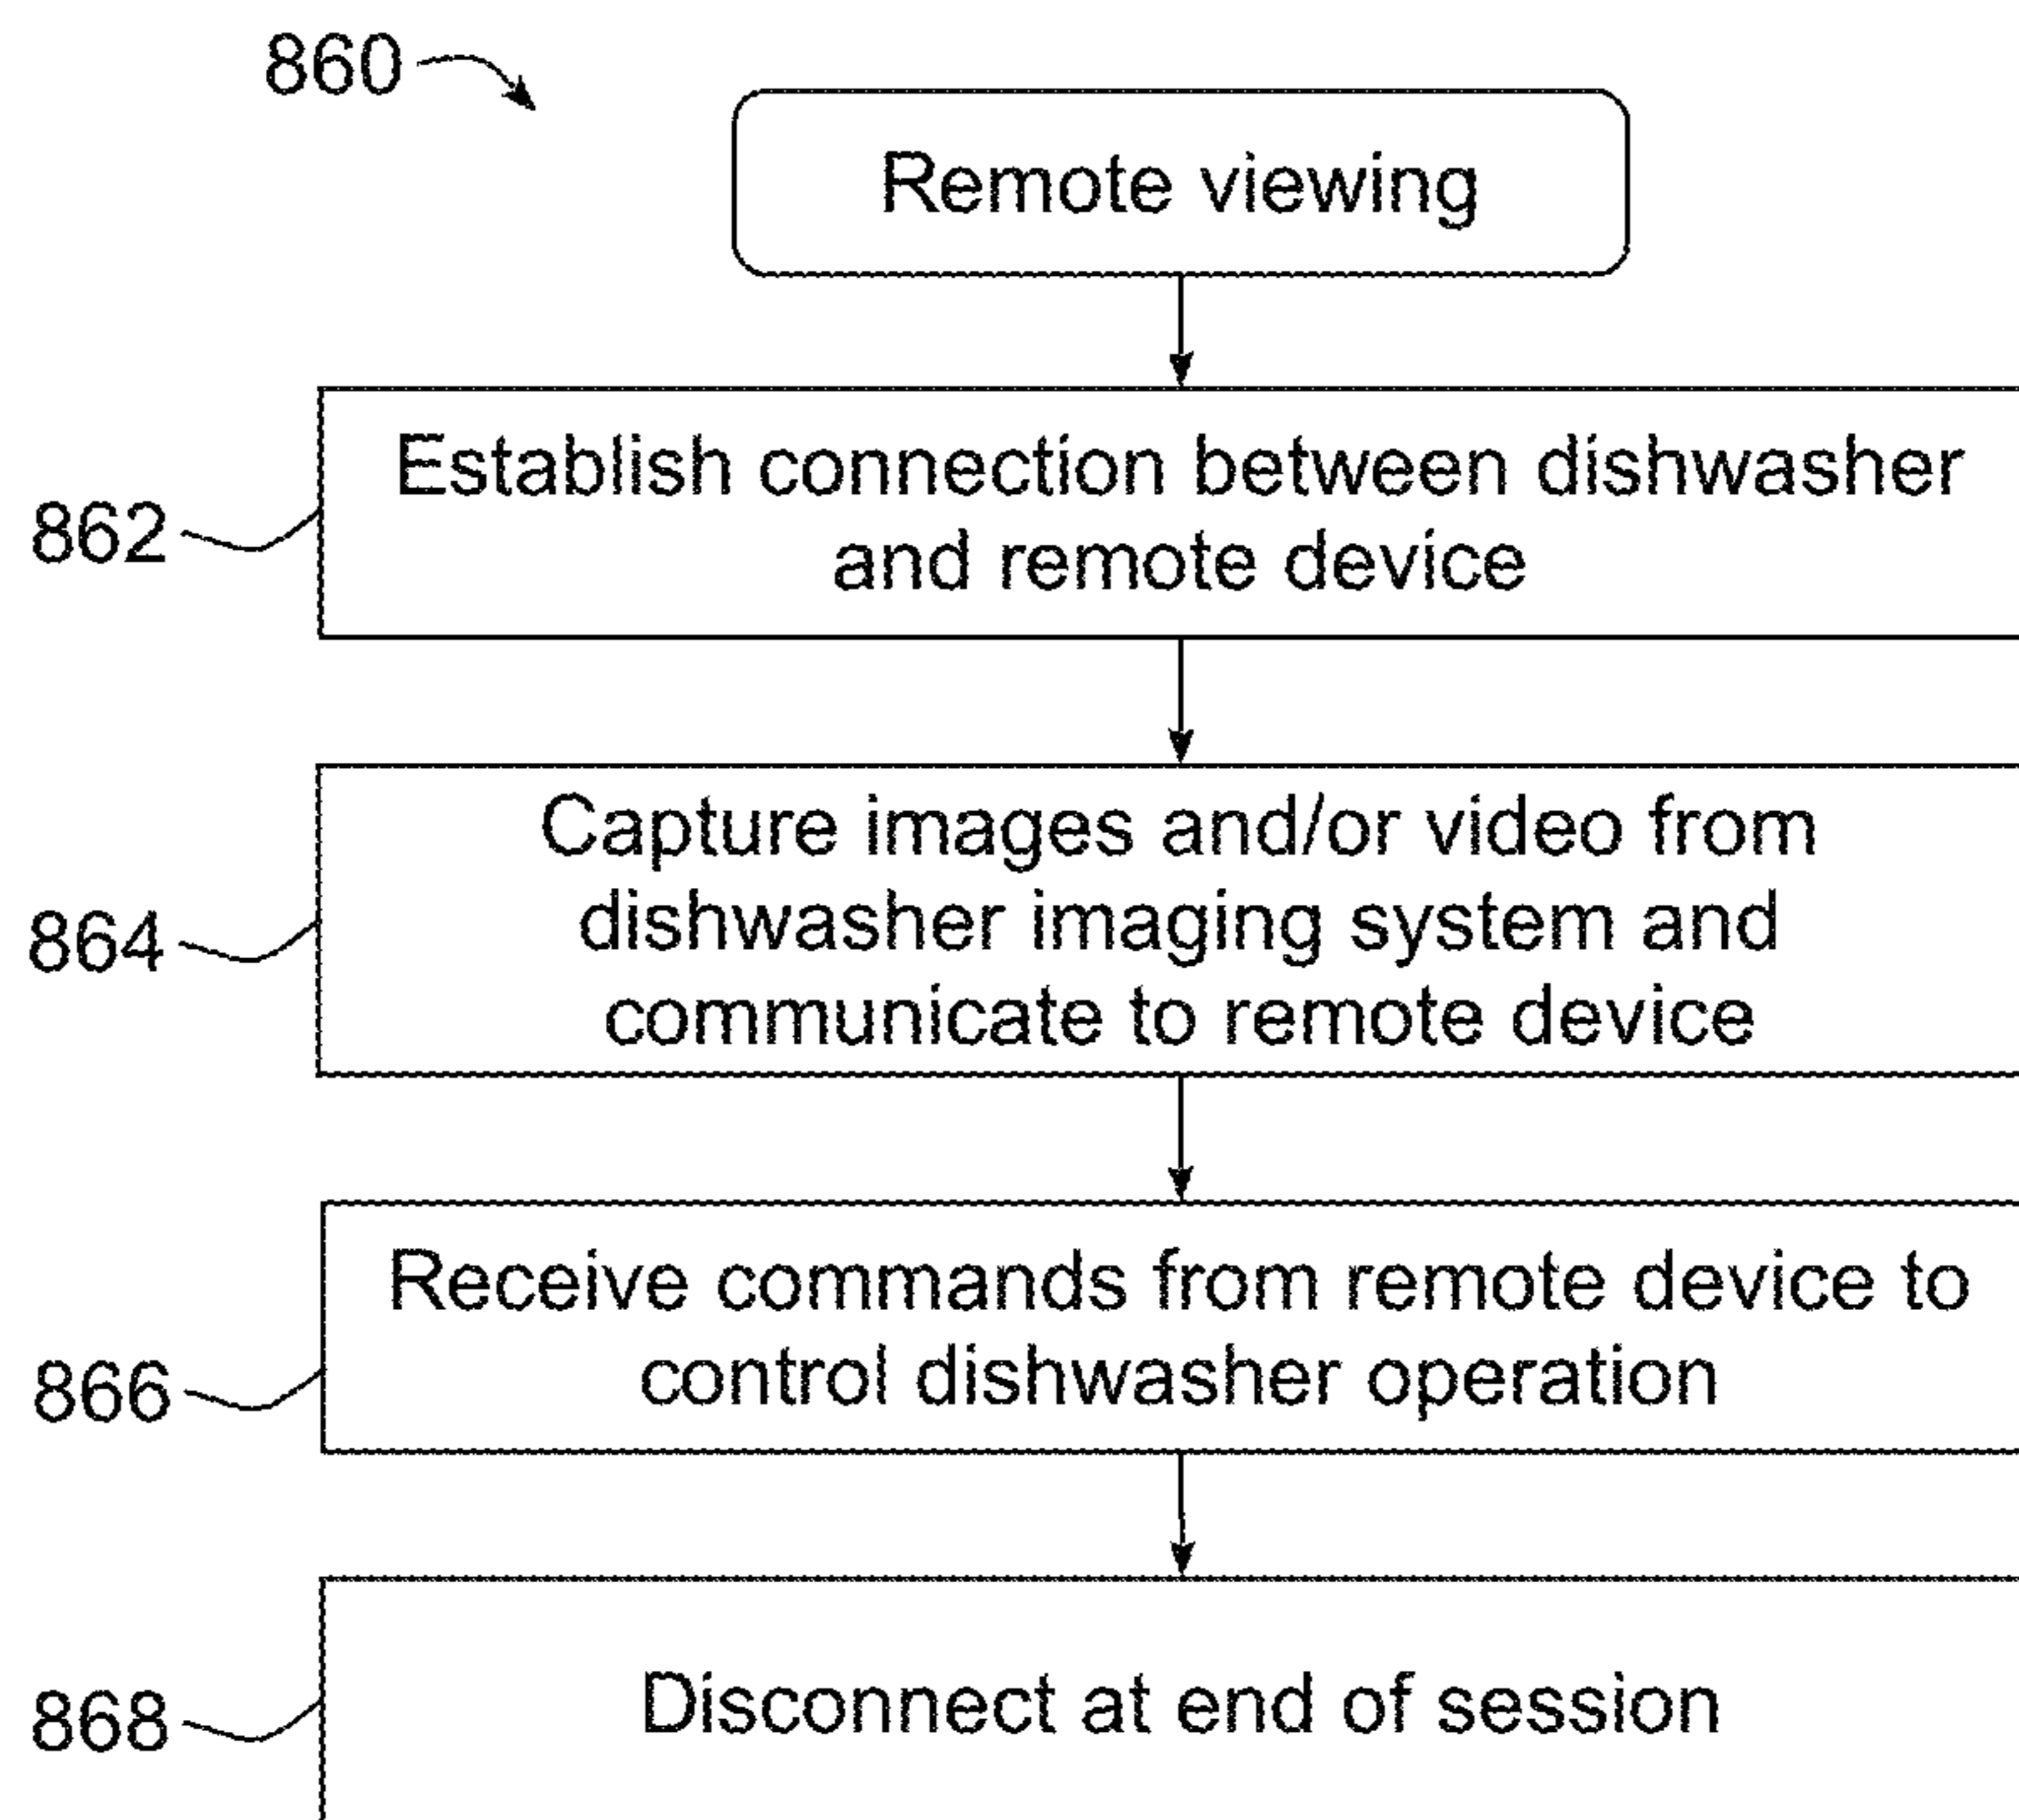 860
Remote viewing
Establish connection between dishwasher
and remote device
862
Capture images and/or video from
dishwasher imaging system and
communicate to remote device
864
Receive commands from remote device to
control dishwasher operation
866
Disconnect at end of session
868